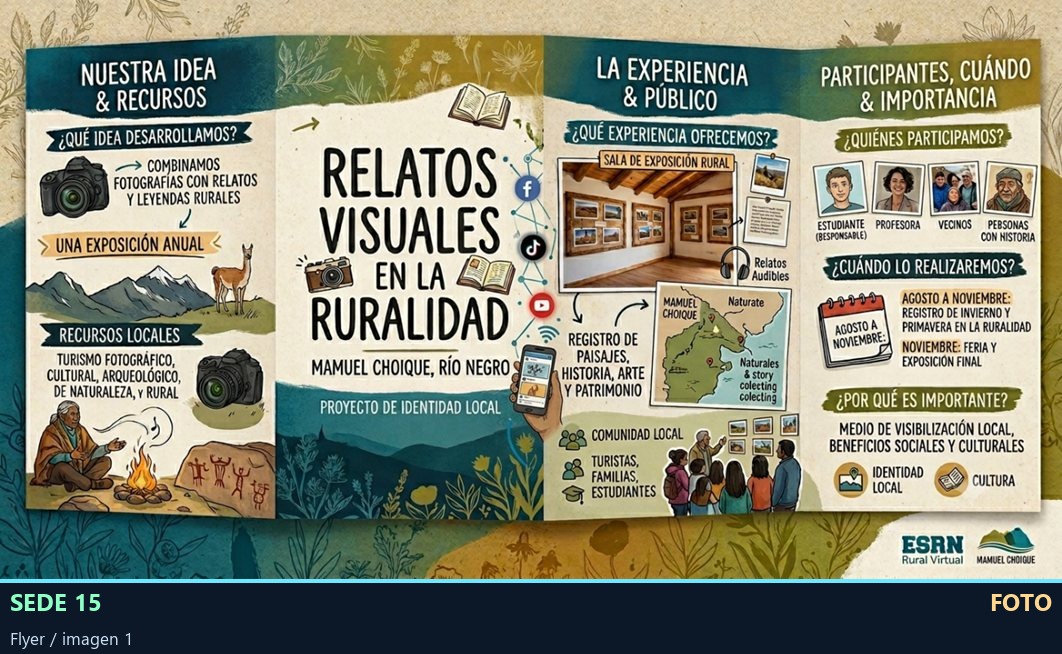 NUESTRA IDEA
& RECURSOS
¿QUÉ IDEA DESARROLLAMOS?
COMBINAMOS
FOTOGRAFÍAS CON RELATOS
Y LEYENDAS RURALES
UNA EXPOSICIÓN ANUAL
RECURSOS LOCALES
TURISMO FOTOGRÁFICO,
CULTURAL, ARQUEOLÓGICO,
DE NATURALEZA, y RURAL
RELATOS
VISUALES
EN LA
RURALIDAD
MAMUEL CHOIQUE, RÍO NEGRO
PROYECTO DE IDENTIDAD LOCAL
LA EXPERIENCIA
& PÚBLICO
¿QUÉ EXPERIENCIA OFRECEMOS?
SALA DE EXPOSICIÓN RURAL
Relatos
Audibles
REGISTRO DE
PAISAJES,
HISTORIA, ARTE
Y PATRIMONIO
MAMUEL
CHOIQUE
Naturate
Naturales
& story
colecting
colecting
COMUNIDAD LOCAL
TURISTAS,
FAMILIAS,
ESTUDIANTES
PARTICIPANTES, CUÁNDO
& IMPORTANCIA
¿QUIÉNES PARTICIPAMOS?
ESTUDIANTE
(RESPONSABLE)
PROFESORA
VECINOS
PEBSONAS
CON HISTORIA
¿CUÁNDO LO REALIZAREMOS?
AGOSTO A
NOVIEMBRE:
AGOSTO A NOVIEMBRE:
REGISTRO DE INVIERNO Y
PRIMAVERA EN LA RURALIDAD
NOVIEMBRE: FERIA Y
EXPOSICIÓN FINAL
¿POR QUÉ ES IMPORTANTE?
MEDIO DE VISIBILIZACIÓN LOCAL,
BENEFICIOS SOCIALES Y CULTURALES
IDENTIDAD
LOCAL
CULTURA
ESRN
Rural Virtual
MAMUEL CHOIQUE
SEDE 15
FOTO
Flyer / imagen 1